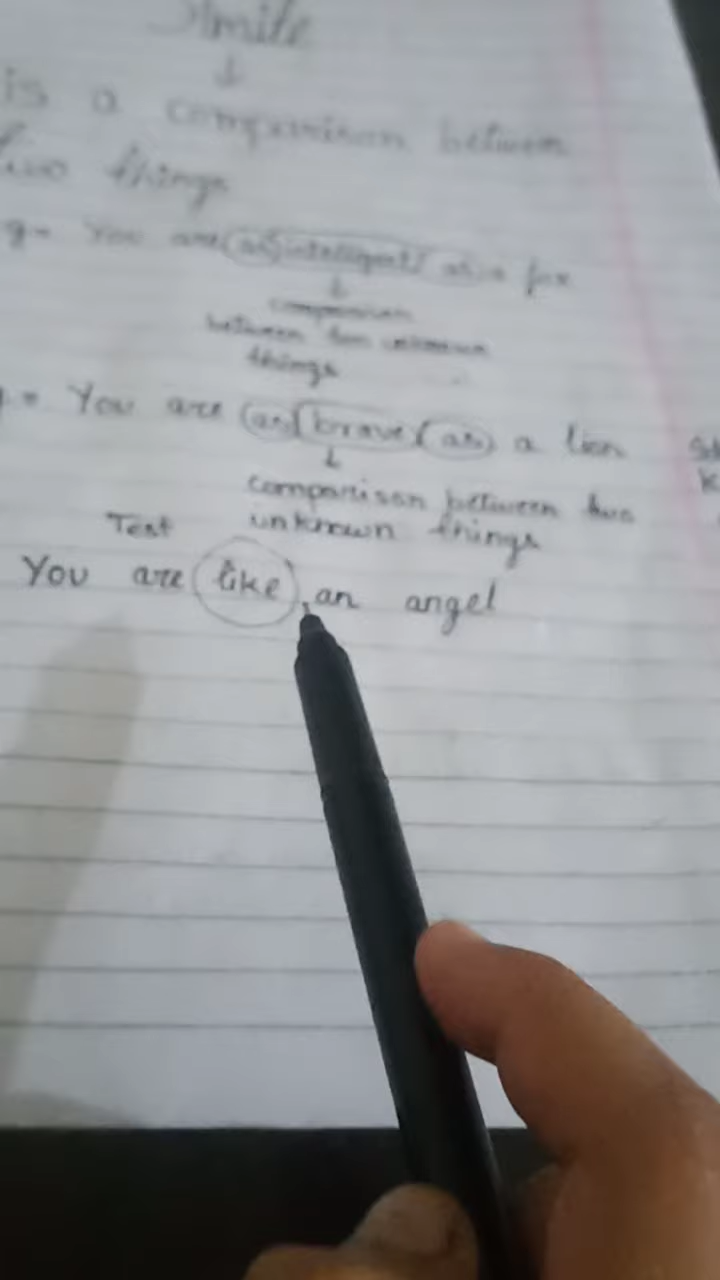 Simile
↓
is a comparison between
two things
g- You are as intelligent as a fox
↓
comparison
between two unknown
things
g.= You are as brave as a lion
↓
comparison between two
unknown things
Test
You are like an angel